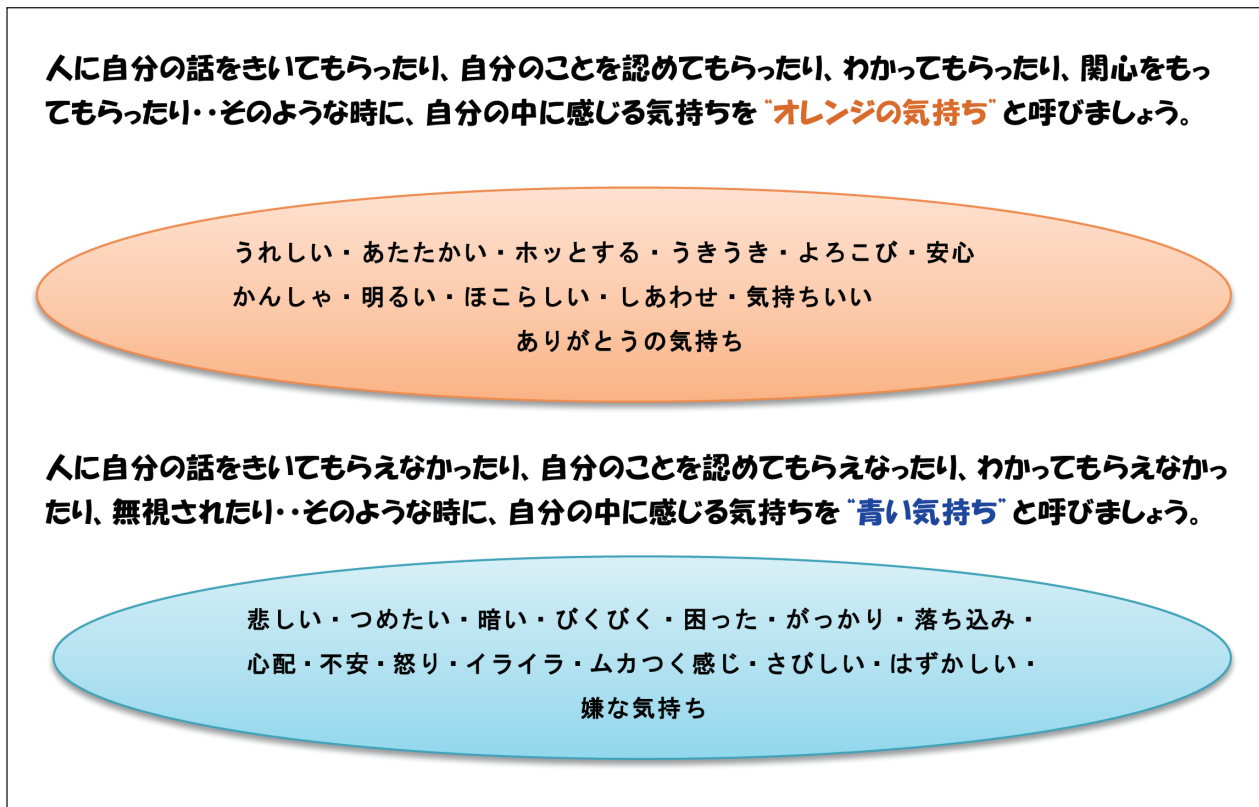 人に自分の話をきいてもらったり、自分のことを認めてもらったり、わかってもらったり、関心をもっ
てもらったり・・そのような時に、自分の中に感じる気持ちを“オレンジの気持ち”と呼びましょう。
うれしい・あたたかい・ホッとする・うきうき・よろこび・安心
かんしゃ・明るい・ほこらしい・しあわせ・気持ちいい
ありがとうの気持ち
人に自分の話をきいてもらえなかったり、自分のことを認めてもらえなったり、わかってもらえなかっ
たり、無視されたり・・そのような時に、自分の中に感じる気持ちを“青い気持ち”と呼びましょう。
悲しい・つめたい・暗い・びくびく・困った・がっかり・落ち込み・
心配・不安・怒り・イライラ・ムカつく感じ・さびしい・はずかしい・
嫌な気持ち